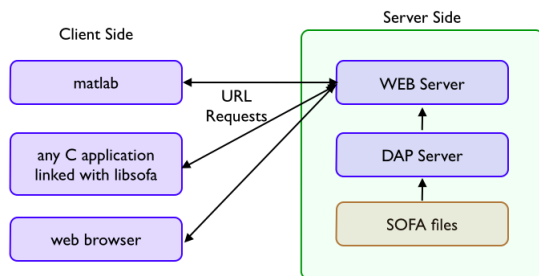 Client Side
Server Side
matlab
WEB Server
URL
Requests
any C application
linked with libsofa
DAP Server
web browser
SOFA files